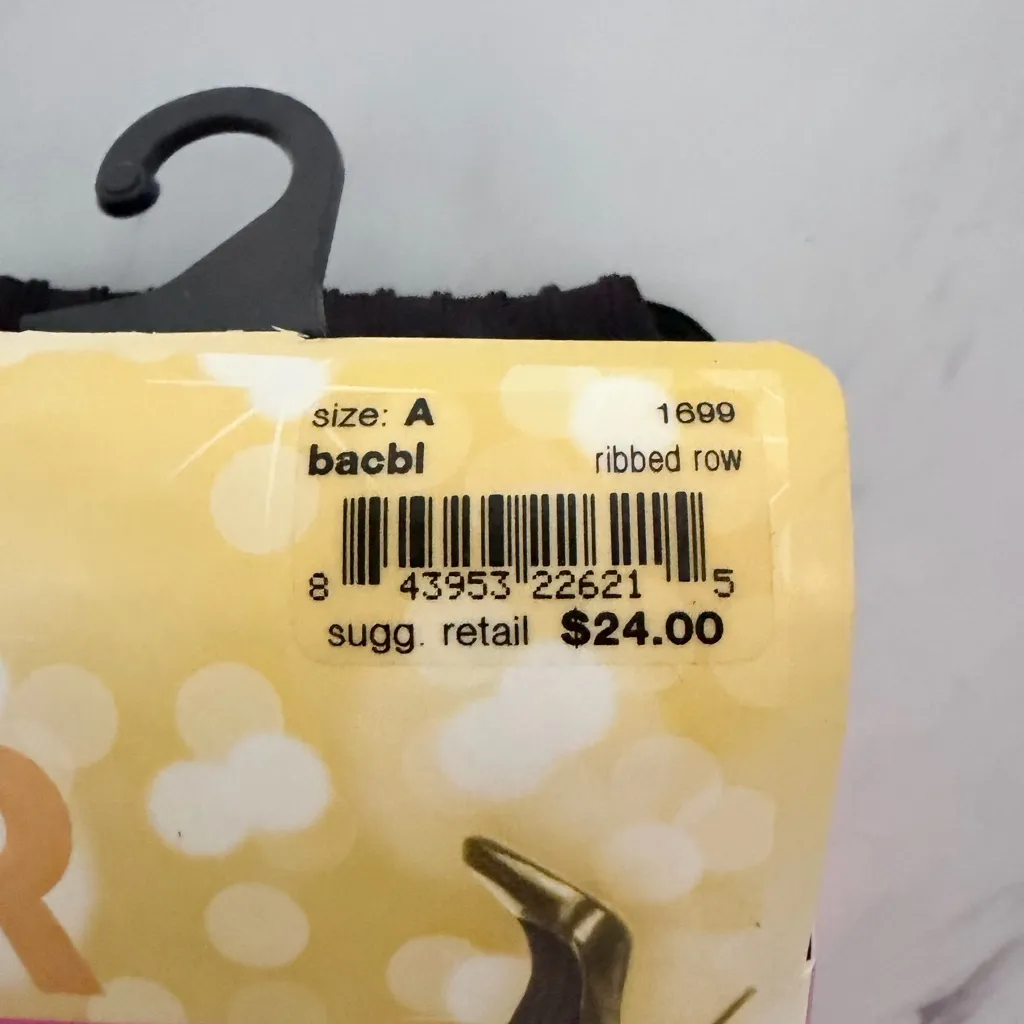 size: A 1699
bacbl ribbed row
8 43953 22621 5
sugg. retail $24.00
R